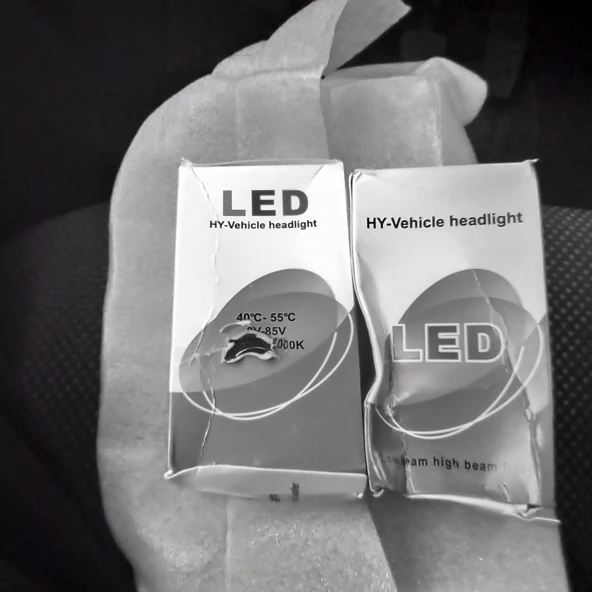 LED
HY-Vehicle headlight
40℃- 55℃
V-85V
000K
HY-Vehicle headlight
LED
beam high beam